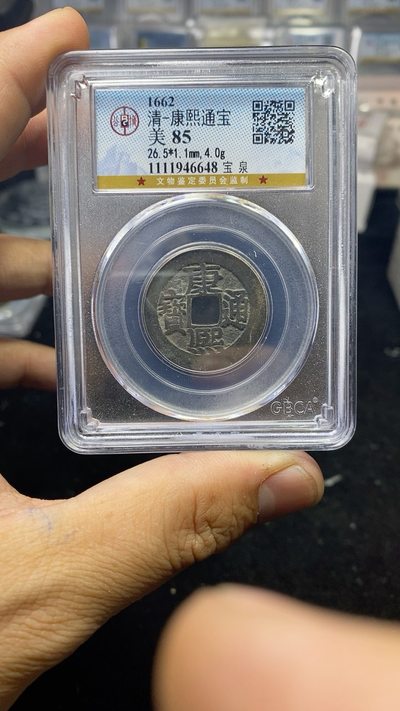 1662
清·康熙通宝
美 85
26.5*1.1mm, 4.0g
1111946648 宝 泉
★ 文物鉴定委员会监制 ★
康
寶 通
熙
GBCA®